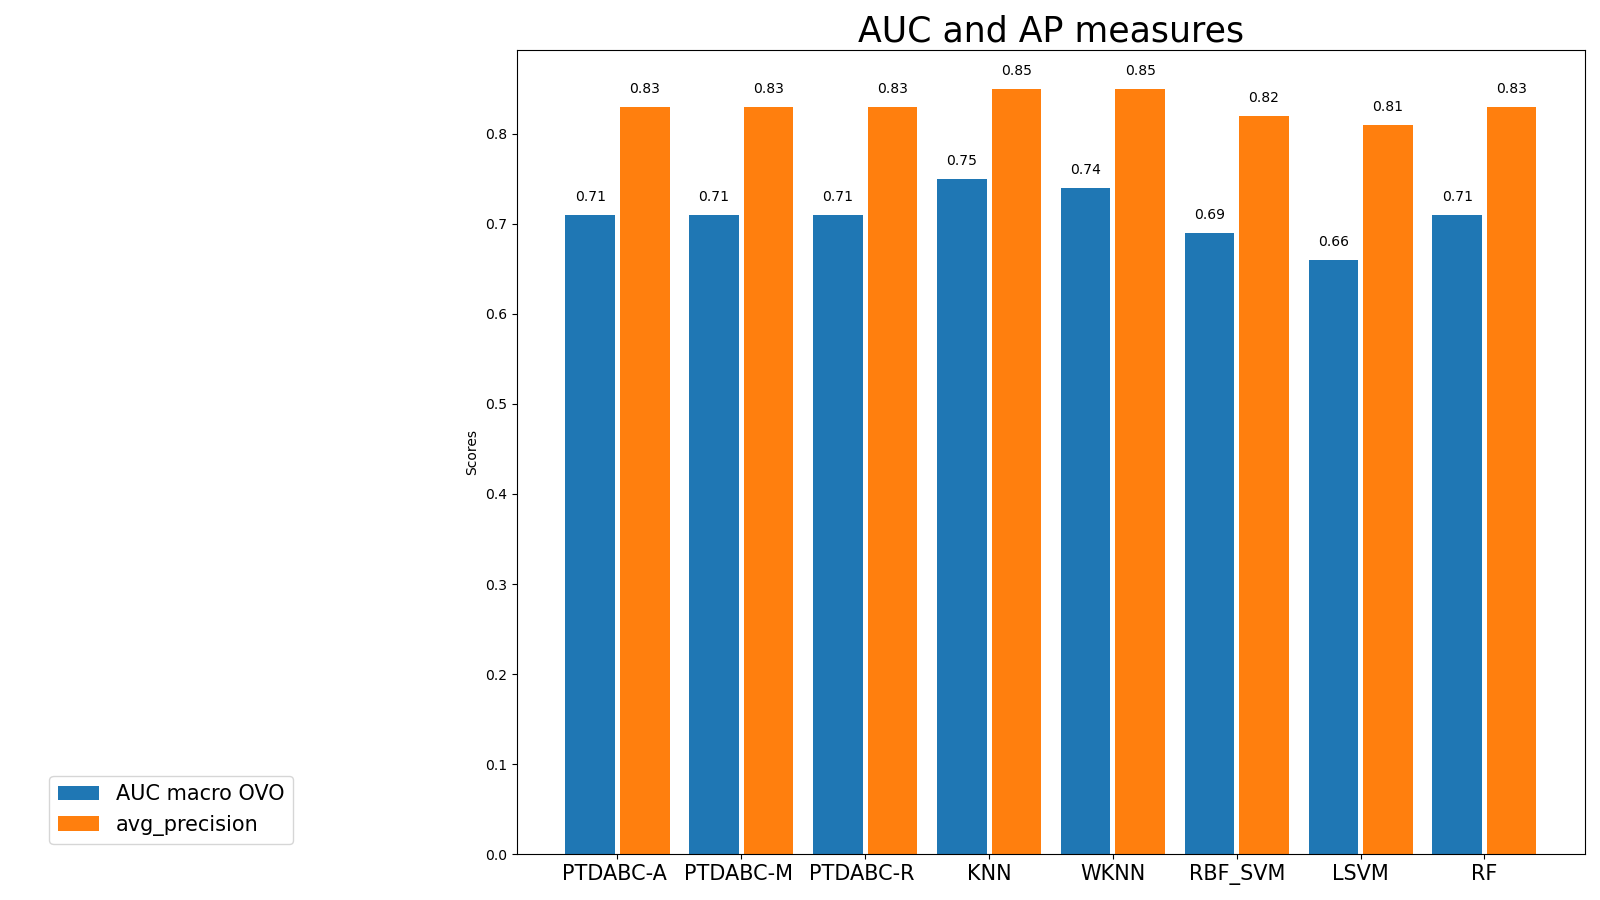 AUC and AP measures
0.83 0.83 0.83 0.85 0.85 0.82 0.81 0.83
0.71 0.71 0.71 0.75 0.74 0.69 0.66 0.71
0.8
0.7
0.6
0.5
0.4
0.3
0.2
0.1
0.0
Scores
PTDABC-A PTDABC-M PTDABC-R KNN WKNN RBF_SVM LSVM RF
AUC macro OVO
avg_precision